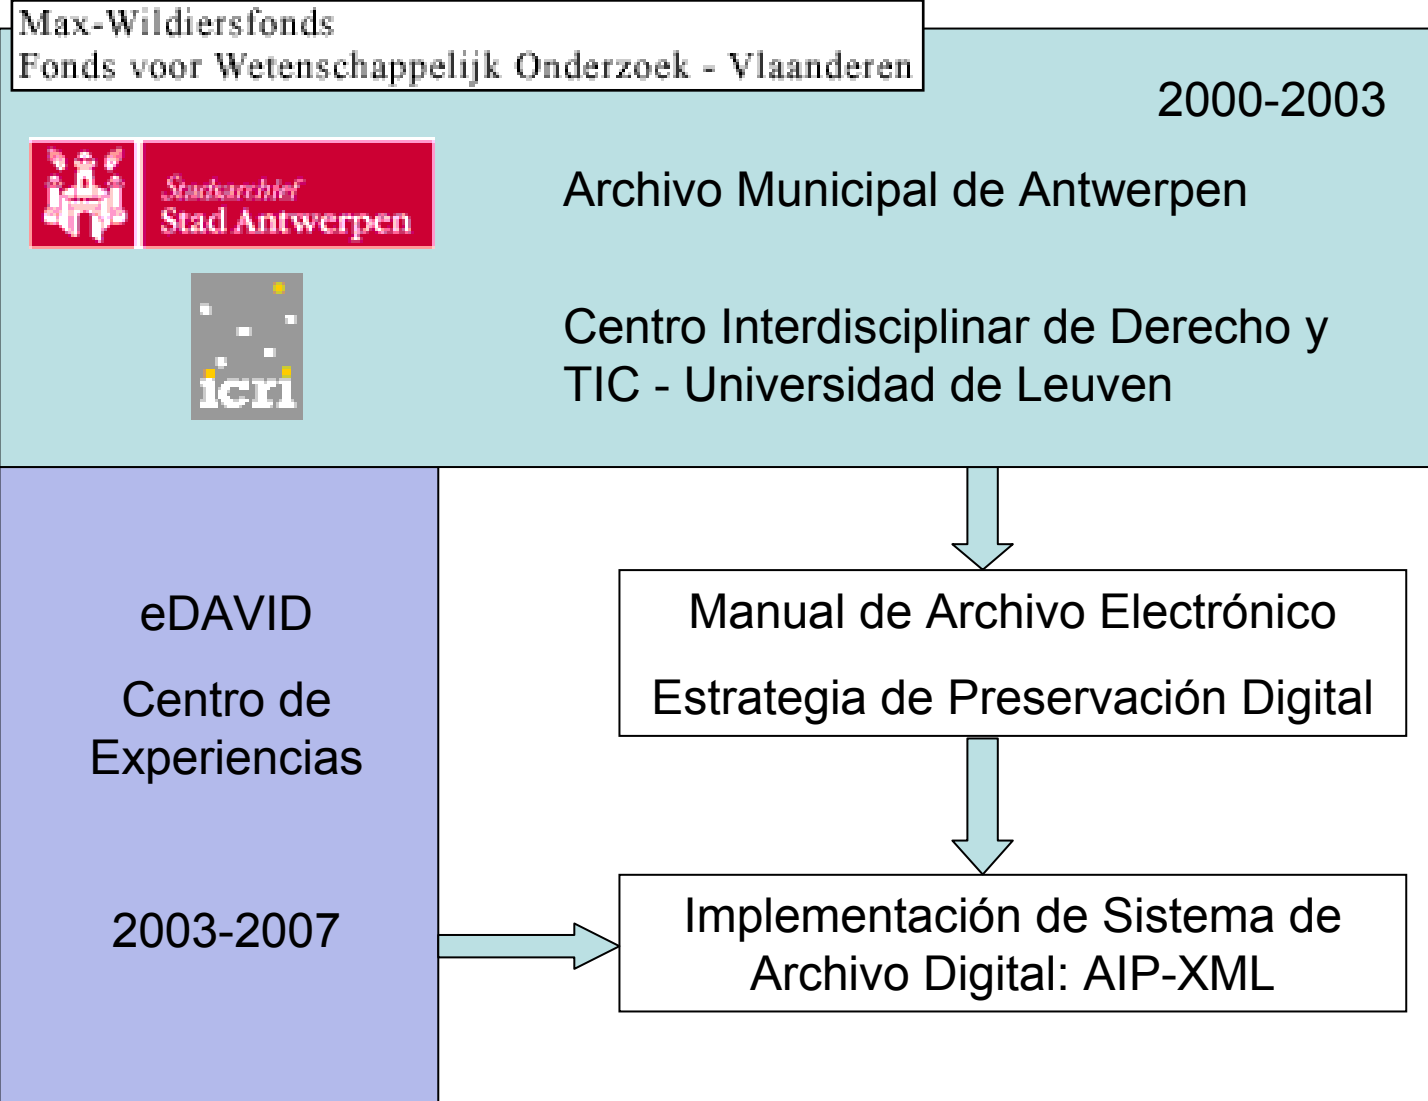 Max-Wildiersfonds
Fonds voor Wetenschappelijk Onderzoek - Vlaanderen
2000-2003
Stadsarchief
Stad Antwerpen
Archivo Municipal de Antwerpen
icri
Centro Interdisciplinar de Derecho y
TIC - Universidad de Leuven
eDAVID
Centro de
Experiencias
2003-2007
Manual de Archivo Electrónico
Estrategia de Preservación Digital
Implementación de Sistema de
Archivo Digital: AIP-XML